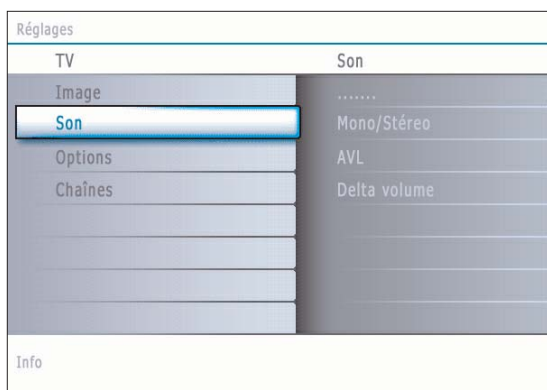 Réglages
TV
Son
Image
.......
Son
Mono/Stéréo
Options
AVL
Chaînes
Delta volume
Info